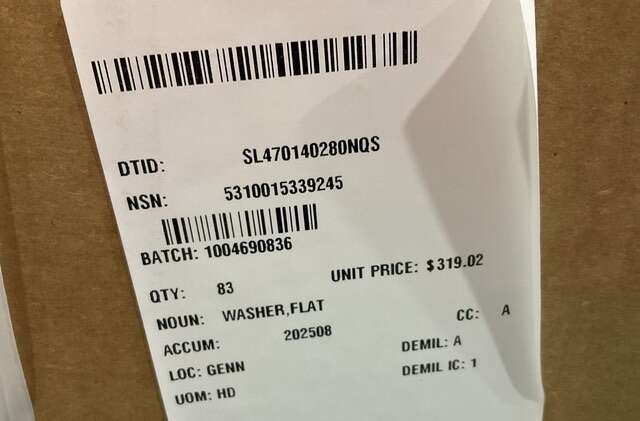 DTID: SL470140280NQS
NSN: 5310015339245
BATCH: 1004690836
QTY: 83 UNIT PRICE: $319.02
NOUN: WASHER,FLAT CC: A
ACCUM: 202508 DEMIL: A
LOC: GENN DEMIL IC: 1
UOM: HD